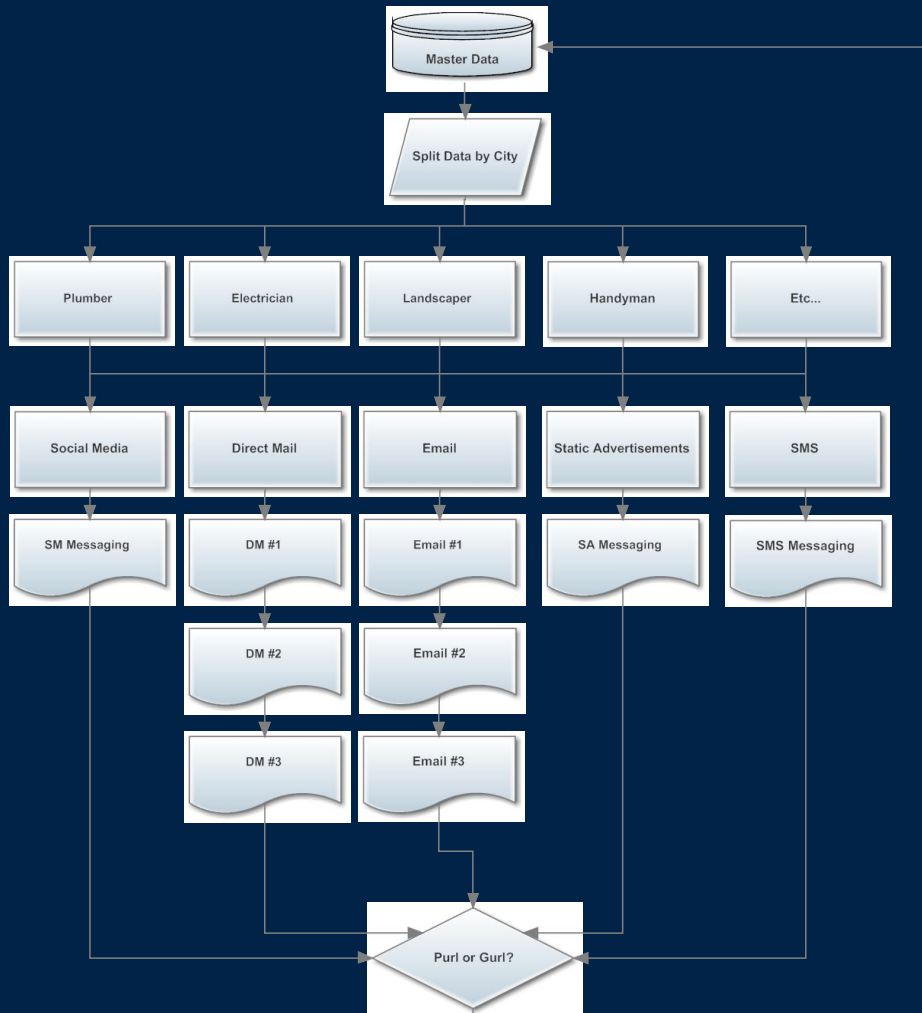 Master Data
Split Data by City
Plumber
Electrician
Landscaper
Handyman
Etc...
Social Media
Direct Mail
Email
Static Advertisements
SMS
SM Messaging
DM #1
Email #1
SA Messaging
SMS Messaging
DM #2
Email #2
DM #3
Email #3
Purl or Gurl?